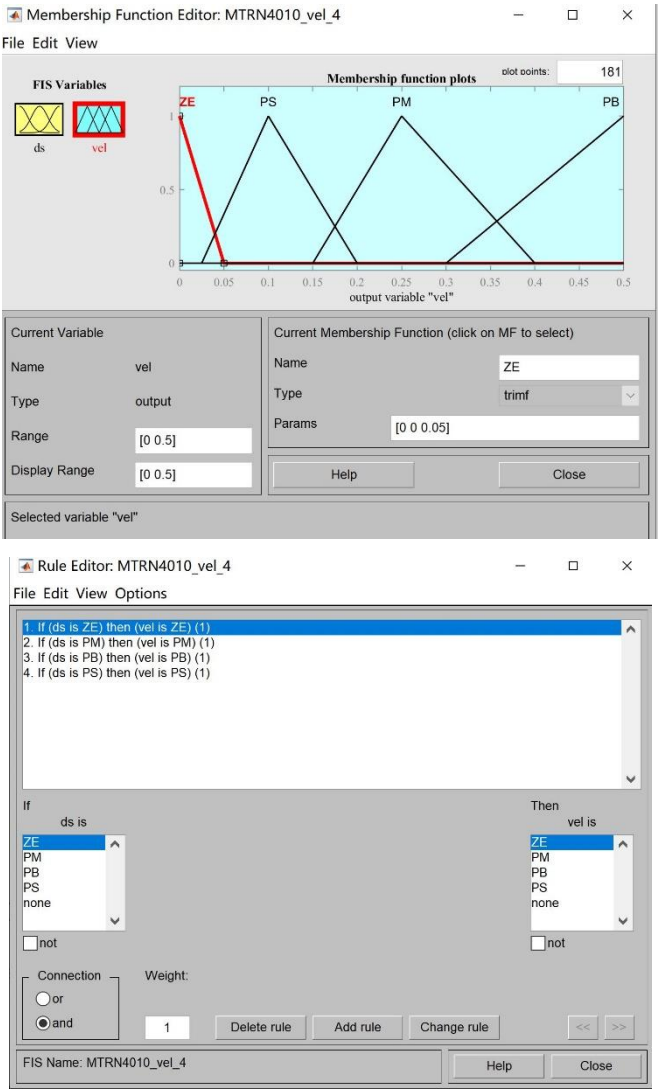 Membership Function Editor: MTRN4010_vel_4
File Edit View
FIS Variables
ds vel
Membership function plots
plot points: 181
ZE PS PM PB
1
0.5
0
0 0.05 0.1 0.15 0.2 0.25 0.3 0.35 0.4 0.45 0.5
output variable "vel"
Current Variable
Name vel
Type output
Range [0 0.5]
Display Range [0 0.5]
Current Membership Function (click on MF to select)
Name ZE
Type trimf
Params [0 0 0.05]
Help Close
Selected variable "vel"
Rule Editor: MTRN4010_vel_4
File Edit View Options
1. If (ds is ZE) then (vel is ZE) (1)
2. If (ds is PM) then (vel is PM) (1)
3. If (ds is PB) then (vel is PB) (1)
4. If (ds is PS) then (vel is PS) (1)
If
ds is
ZE
PM
PB
PS
none
not
Then
vel is
ZE
PM
PB
PS
none
not
Connection
or
and
Weight:
1
Delete rule Add rule Change rule << >>
FIS Name: MTRN4010_vel_4
Help Close